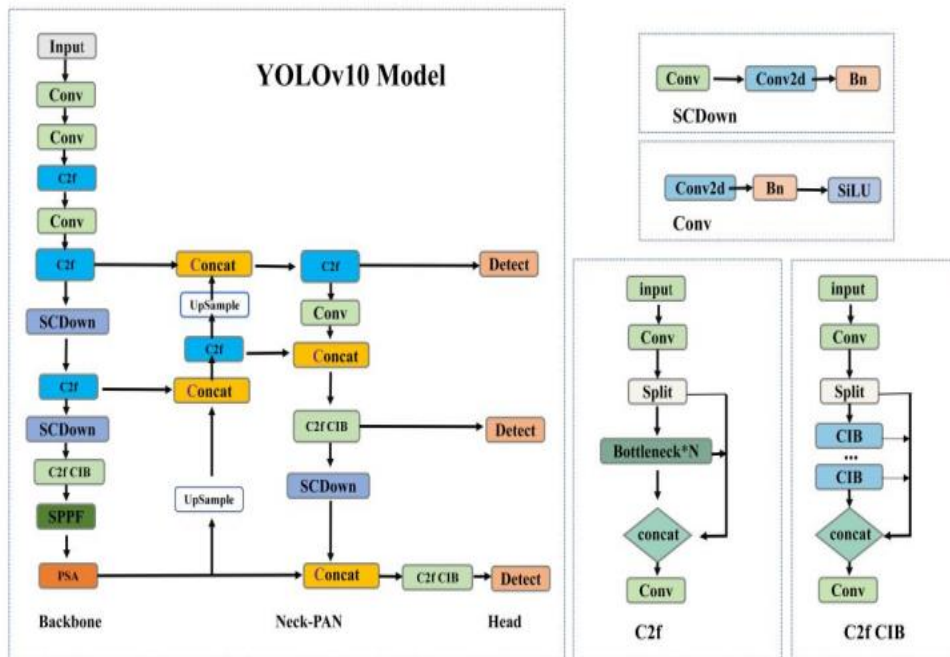 YOLOv10 Model
Input
Conv
Conv
C2f
Conv
C2f
SCDown
C2f
SCDown
C2f CIB
SPPF
PSA
Backbone
Concat
UpSample
C2f
Concat
UpSample
C2f
Conv
Concat
C2f CIB
SCDown
Concat
C2f CIB
Neck-PAN
Detect
Detect
Detect
Head
Conv
Conv2d
Bn
SCDown
Conv2d
Bn
SiLU
Conv
input
Conv
Split
Bottleneck*N
concat
Conv
C2f
input
Conv
Split
CIB
...
CIB
concat
Conv
C2f CIB